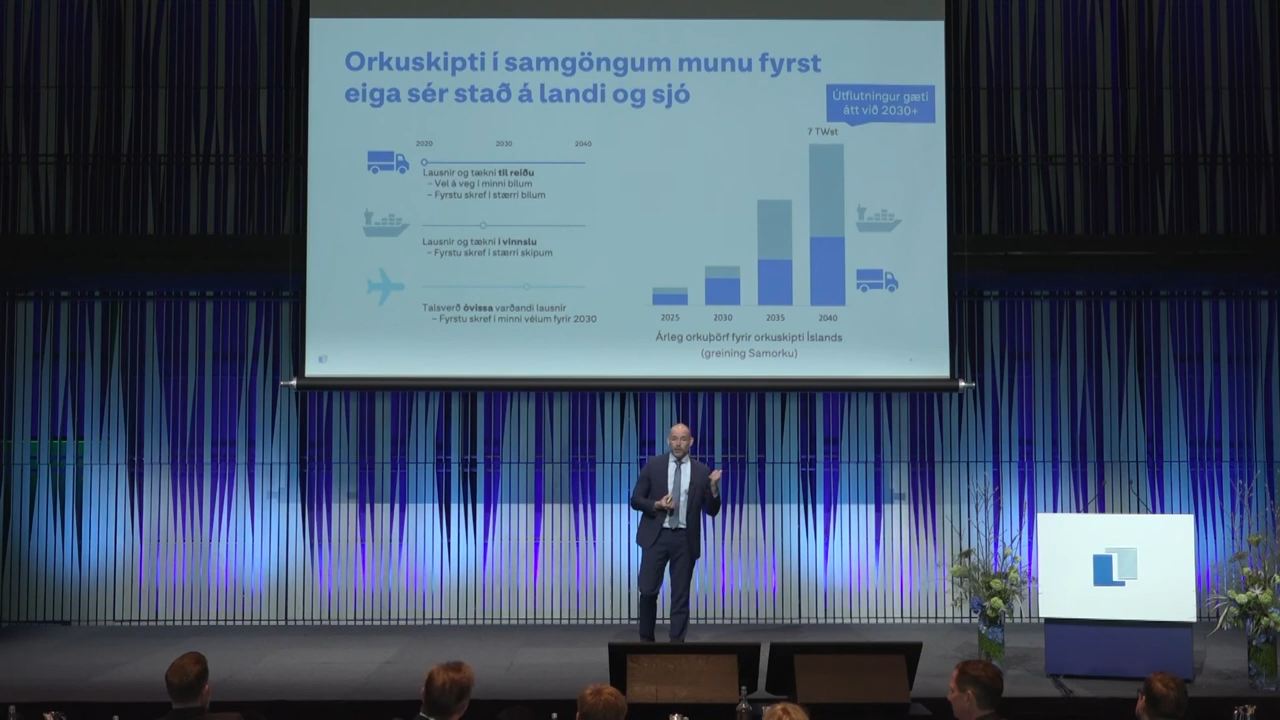 Orkuskipti í samgöngum munu fyrst
eiga sér stað á landi og sjó
2020 2030 2040
Lausnir og tækni til reiðu
– Vel á veg í minni bílum
– Fyrstu skref í stærri bílum
Lausnir og tækni í vinnslu
– Fyrstu skref í stærri skipum
Talsverð óvissa varðandi lausnir
– Fyrstu skref í minni vélum fyrir 2030
Útflutningur gæti
átt við 2030+
7 TWst
2025 2030 2035 2040
Árleg orkuþörf fyrir orkuskipti Íslands
(greining Samorku)